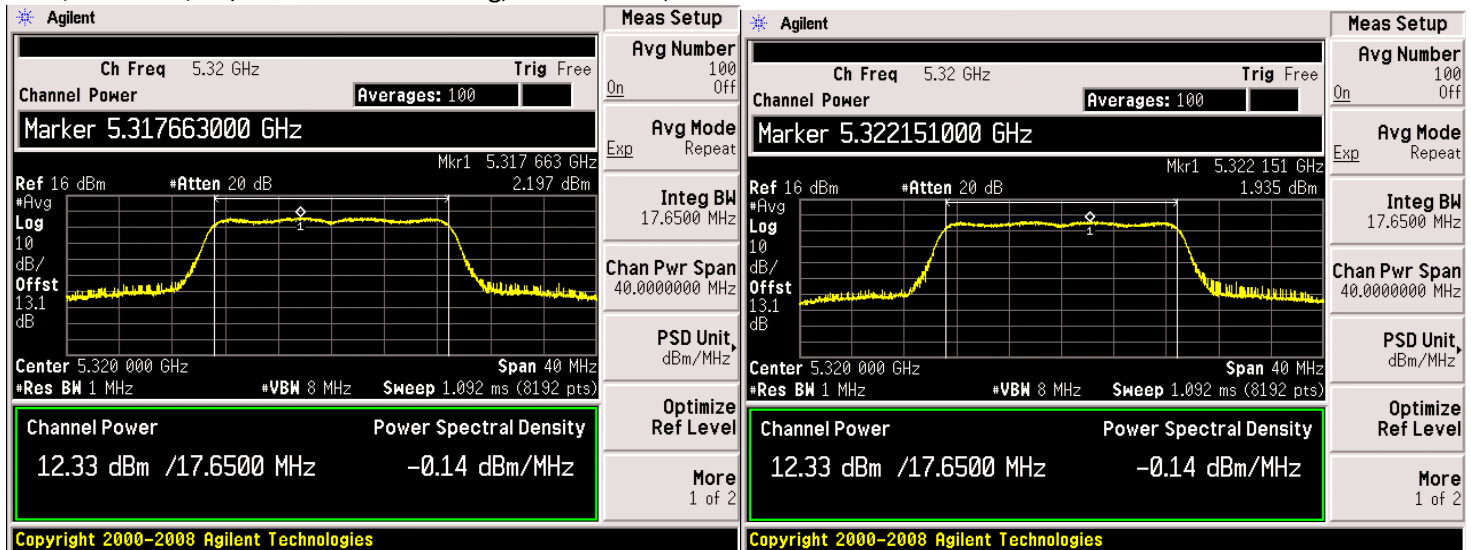 Agilent
Meas Setup
Ch Freq 5.32 GHz
Trig Free
Channel Power
Averages: 100
Marker 5.317663000 GHz
Mkr1 5.317 663 GHz
Ref 16 dBm #Atten 20 dB 2.197 dBm
#Avg
Log
10
dB/
Offst
13.1
dB
1
Center 5.320 000 GHz Span 40 MHz
#Res BW 1 MHz #VBW 8 MHz Sweep 1.092 ms (8192 pts)
Channel Power Power Spectral Density
12.33 dBm /17.6500 MHz -0.14 dBm/MHz
Copyright 2000-2008 Agilent Technologies
Avg Number
100
On Off
Avg Mode
Exp Repeat
Integ BW
17.6500 MHz
Chan Pwr Span
40.0000000 MHz
PSD Unit
dBm/MHz
Optimize
Ref Level
More
1 of 2
Agilent
Meas Setup
Ch Freq 5.32 GHz
Trig Free
Channel Power
Averages: 100
Marker 5.322151000 GHz
Mkr1 5.322 151 GHz
Ref 16 dBm #Atten 20 dB 1.935 dBm
#Avg
Log
10
dB/
Offst
13.1
dB
1
Center 5.320 000 GHz Span 40 MHz
#Res BW 1 MHz #VBW 8 MHz Sweep 1.092 ms (8192 pts)
Channel Power Power Spectral Density
12.33 dBm /17.6500 MHz -0.14 dBm/MHz
Copyright 2000-2008 Agilent Technologies
Avg Number
100
On Off
Avg Mode
Exp Repeat
Integ BW
17.6500 MHz
Chan Pwr Span
40.0000000 MHz
PSD Unit
dBm/MHz
Optimize
Ref Level
More
1 of 2